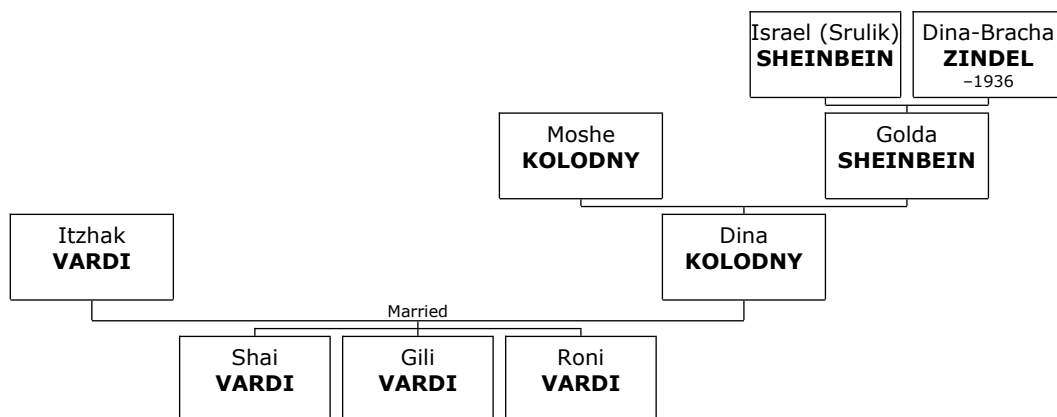 Israel (Srulik)
SHEINBEIN
Dina-Bracha
ZINDEL
–1936
Moshe
KOLODNY
Golda
SHEINBEIN
Itzhak
VARDI
Dina
KOLODNY
Married
Shai
VARDI
Gili
VARDI
Roni
VARDI